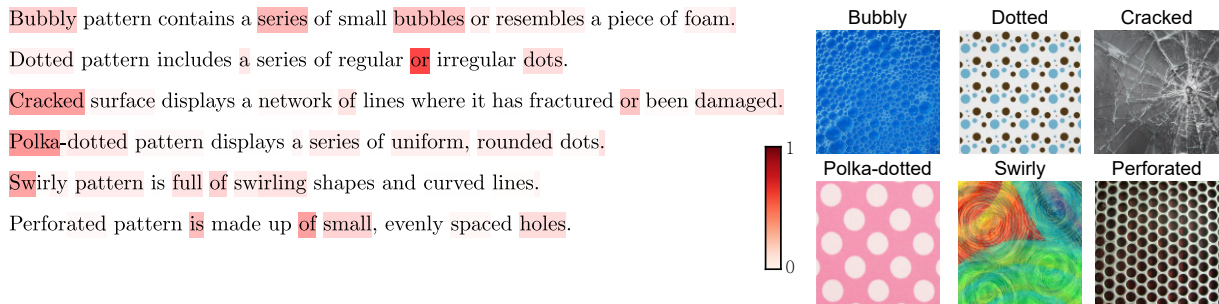 Bubbly pattern contains a series of small bubbles or resembles a piece of foam.
Dotted pattern includes a series of regular or irregular dots.
Cracked surface displays a network of lines where it has fractured or been damaged.
Polka-dotted pattern displays a series of uniform, rounded dots.
Swirly pattern is full of swirling shapes and curved lines.
Perforated pattern is made up of small, evenly spaced holes.
1
0
Bubbly Dotted Cracked
Polka-dotted Swirly Perforated